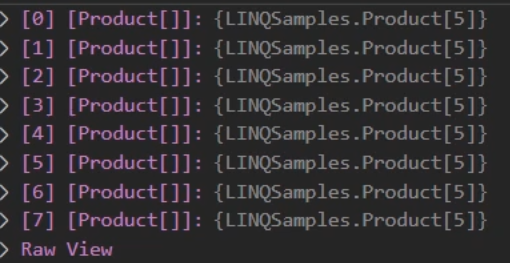 [0] [Product[]]: {LINQSamples.Product[5]}
[1] [Product[]]: {LINQSamples.Product[5]}
[2] [Product[]]: {LINQSamples.Product[5]}
[3] [Product[]]: {LINQSamples.Product[5]}
[4] [Product[]]: {LINQSamples.Product[5]}
[5] [Product[]]: {LINQSamples.Product[5]}
[6] [Product[]]: {LINQSamples.Product[5]}
[7] [Product[]]: {LINQSamples.Product[5]}
Raw View